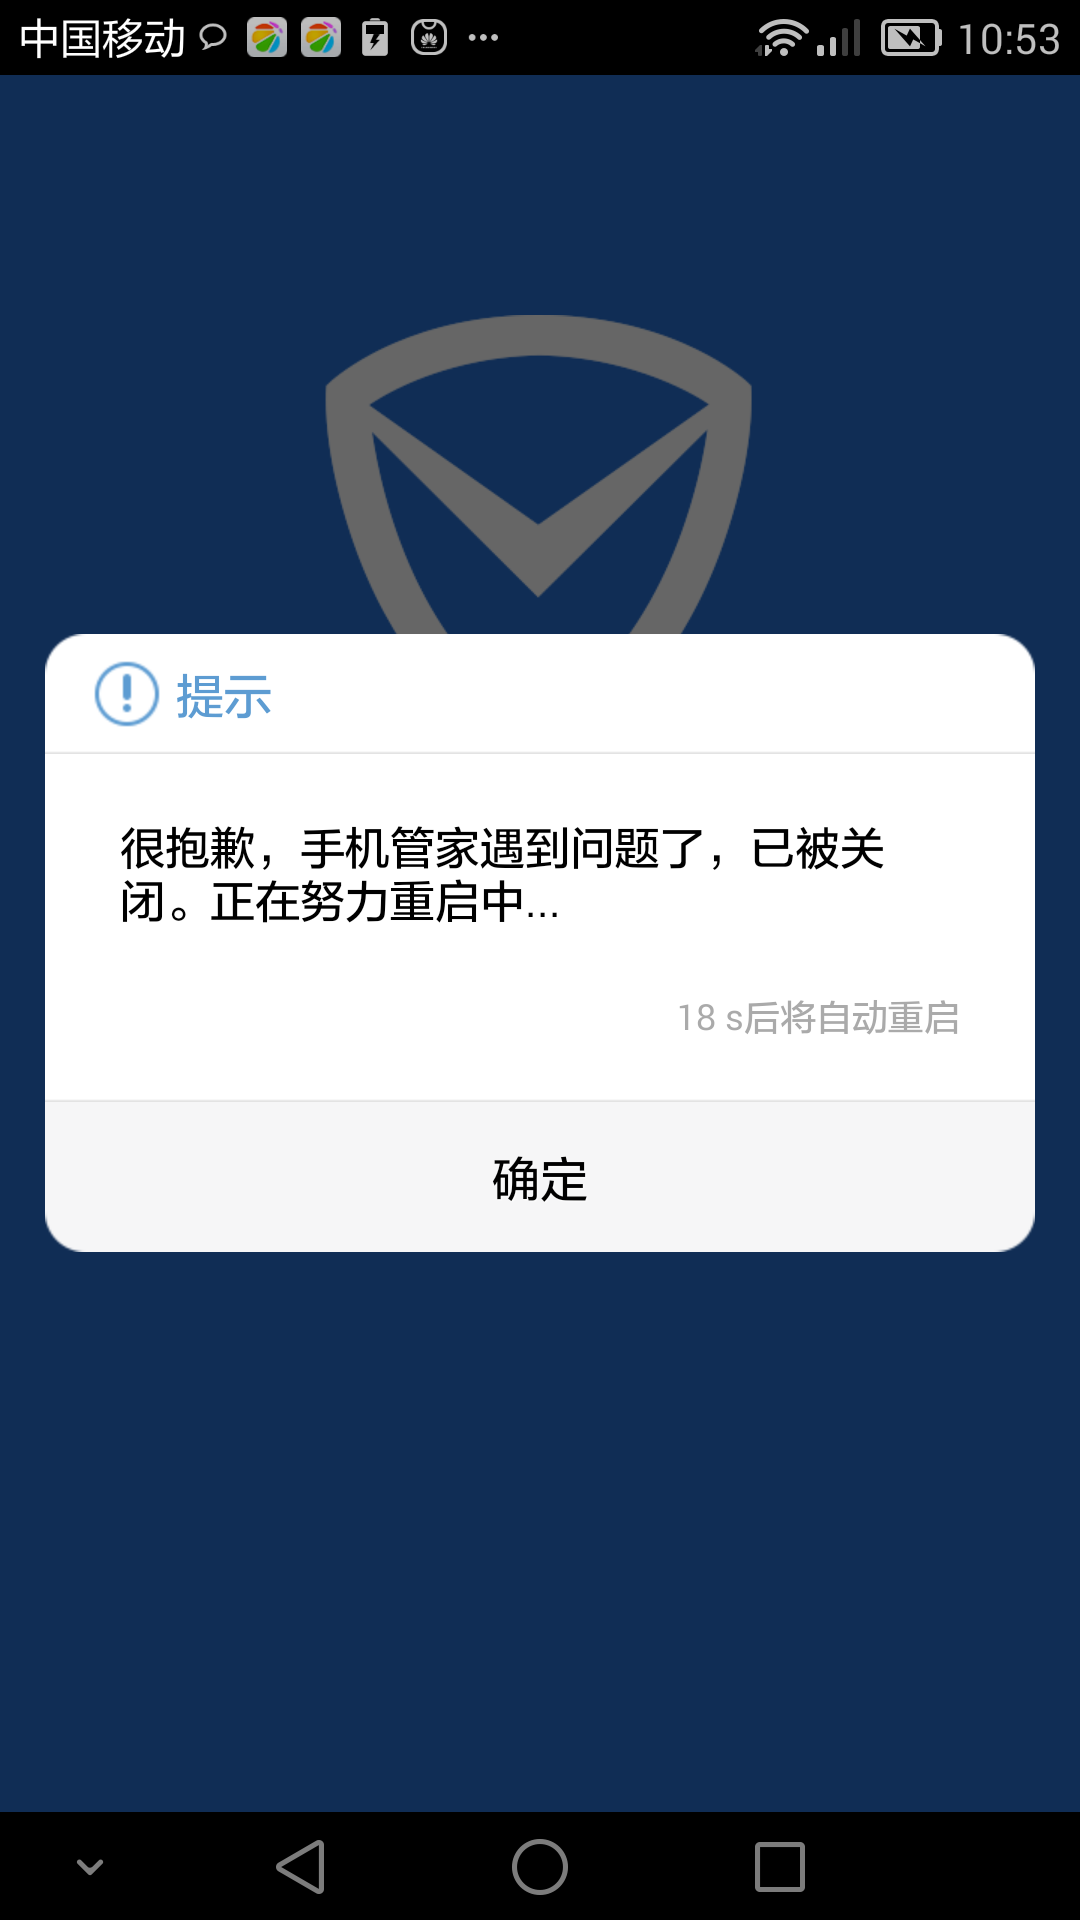 中国移动 10:53
提示
很抱歉，手机管家遇到问题了，已被关
闭。正在努力重启中...
18 s后将自动重启
确定